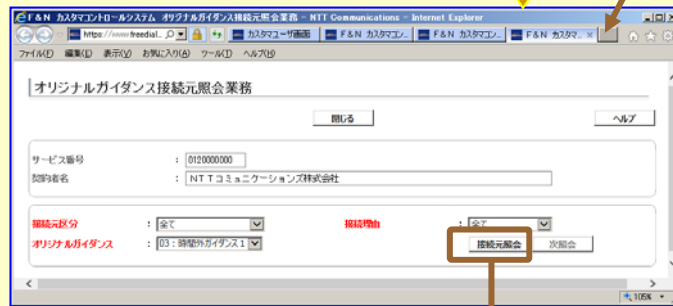 F&N カスタマコントロールシステム オリジナルガイダンス接続元照会業務 - NTT Communications - Internet Explorer
https://www.freedial...
カスタマユーザ画面
F&N カスタマコン...
F&N カスタマコン...
F&N カスタマ...
ファイル(F) 編集(E) 表示(V) お気に入り(A) ツール(T) ヘルプ(H)
オリジナルガイダンス接続元照会業務
閉じる
ヘルプ
サービス番号 : 0120000000
契約者名 : NTTコミュニケーションズ株式会社
接続元区分 : 全て 接続理由 : 全て
オリジナルガイダンス : 03:時間外ガイダンス1 接続元照会 次照会
105%